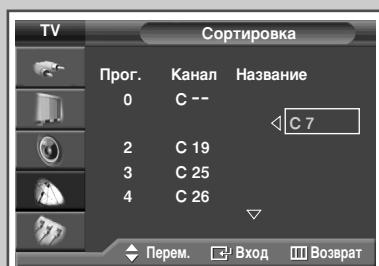 TV Сортировка
Прог. Канал Название
0 C --
C 7
2 C 19
3 C 25
4 C 26
Перем. Вход Возврат